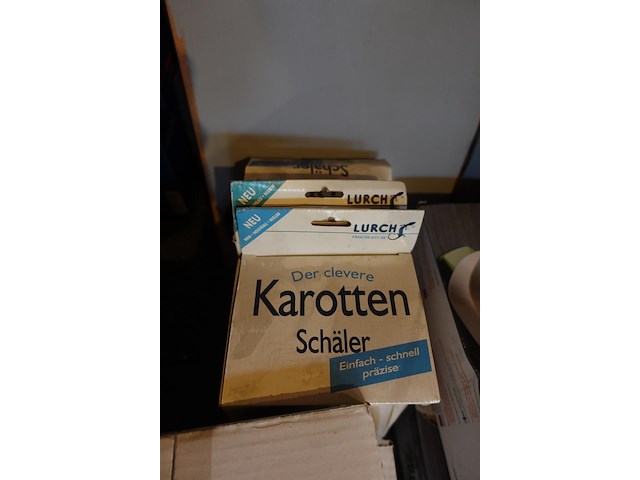 Schäler
NEU
LURCH
NEU
LURCH
Der clevere
Karotten
Schäler
Einfach - schnell
präzise